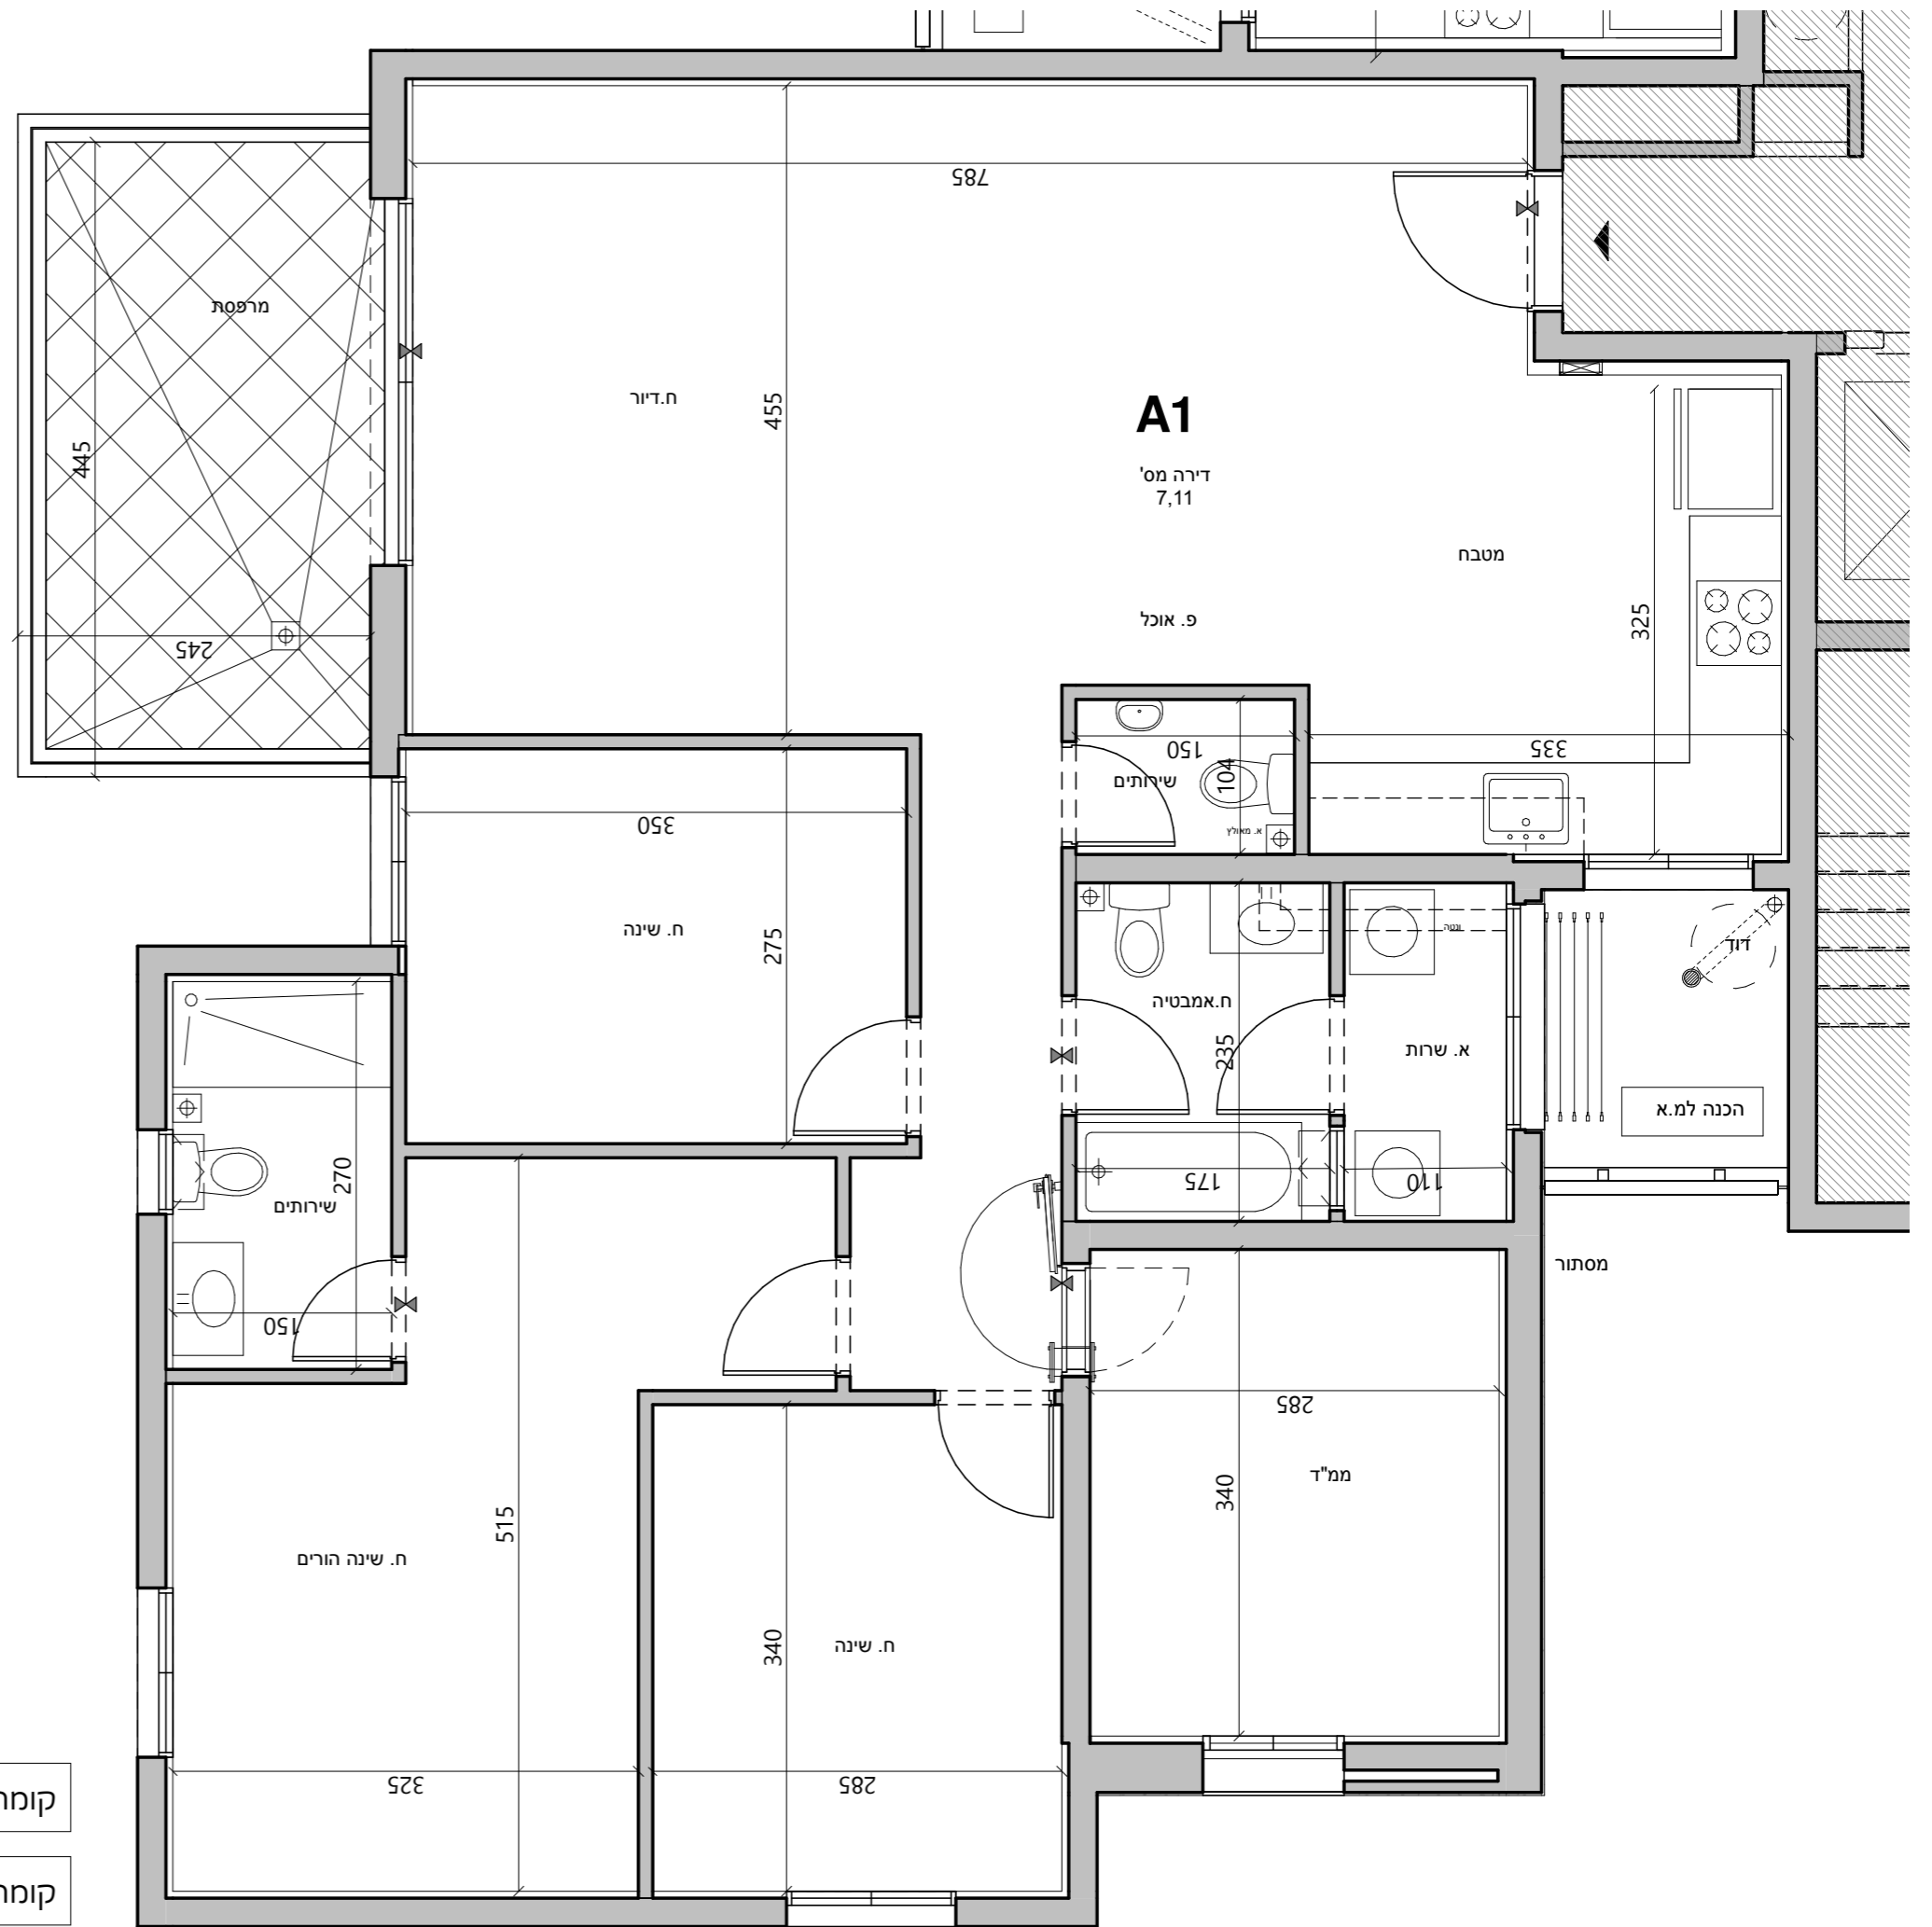 785
מרפסת
445
245
ח.דיור
455
A1
דירה מס'
7,11
מטבח
פ. אוכל
325
335
150
104
שירותים
א. מאולץ
350
275
ח. שינה
ח.אמבטיה
235
175
א. שרות
110
דוד
הכנה למ.א
מסתור
270
שירותים
150
285
340
ממ"ד
515
ח. שינה הורים
325
340
ח. שינה
285